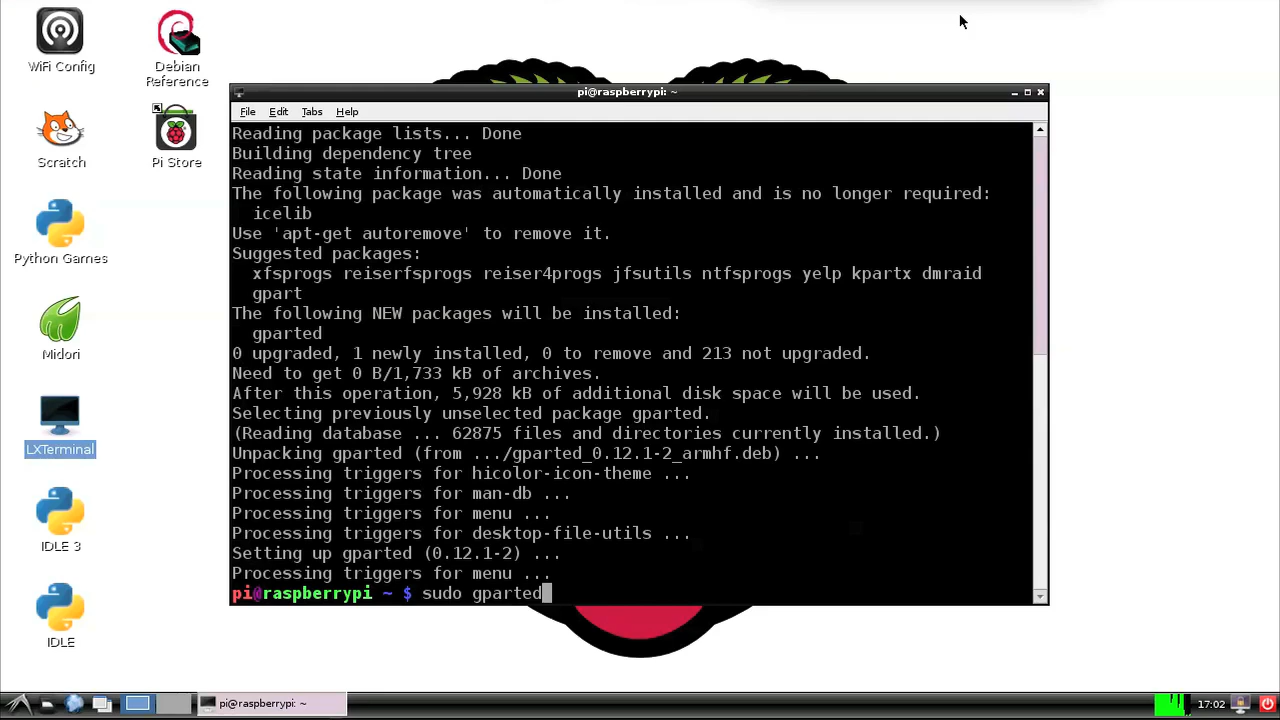 WiFi Config
Debian
Reference
Scratch
Pi Store
Python Games
Midori
LXTerminal
IDLE 3
IDLE
pi@raspberrypi: ~
File Edit Tabs Help
Reading package lists... Done
Building dependency tree
Reading state information... Done
The following package was automatically installed and is no longer required:
icelib
Use 'apt-get autoremove' to remove it.
Suggested packages:
xfsprogs reiserfsprogs reiser4progs jfsutils ntfsprogs yelp kpartx dmraid
gpart
The following NEW packages will be installed:
gparted
0 upgraded, 1 newly installed, 0 to remove and 213 not upgraded.
Need to get 0 B/1,733 kB of archives.
After this operation, 5,928 kB of additional disk space will be used.
Selecting previously unselected package gparted.
(Reading database ... 62875 files and directories currently installed.)
Unpacking gparted (from .../gparted_0.12.1-2_armhf.deb) ...
Processing triggers for hicolor-icon-theme ...
Processing triggers for man-db ...
Processing triggers for menu ...
Processing triggers for desktop-file-utils ...
Setting up gparted (0.12.1-2) ...
Processing triggers for menu ...
pi@raspberrypi ~ $ sudo gparted
pi@raspberrypi: ~
17:02